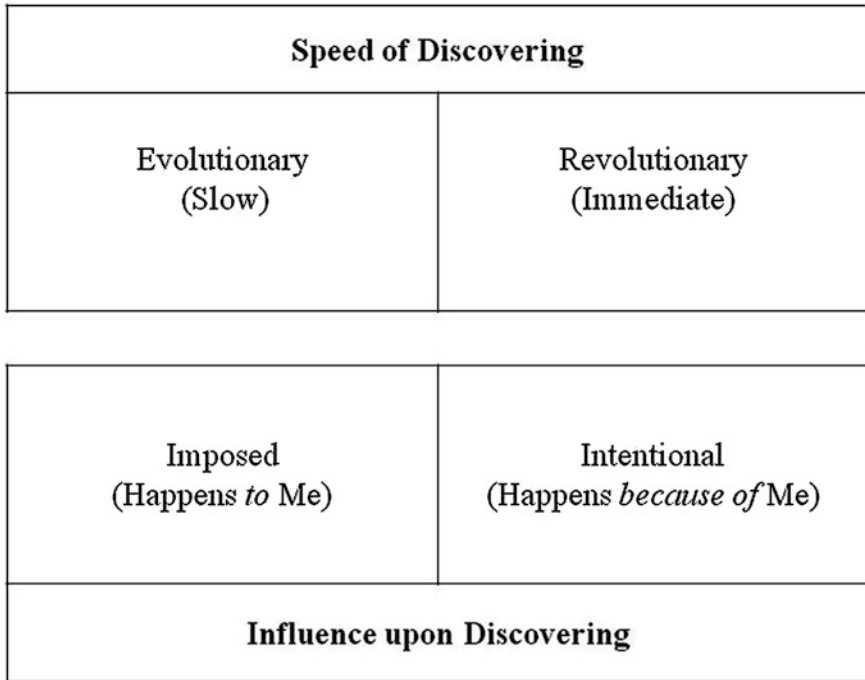 Speed of Discovering
Evolutionary
(Slow)
Revolutionary
(Immediate)
Imposed
(Happens to Me)
Intentional
(Happens because of Me)
Influence upon Discovering